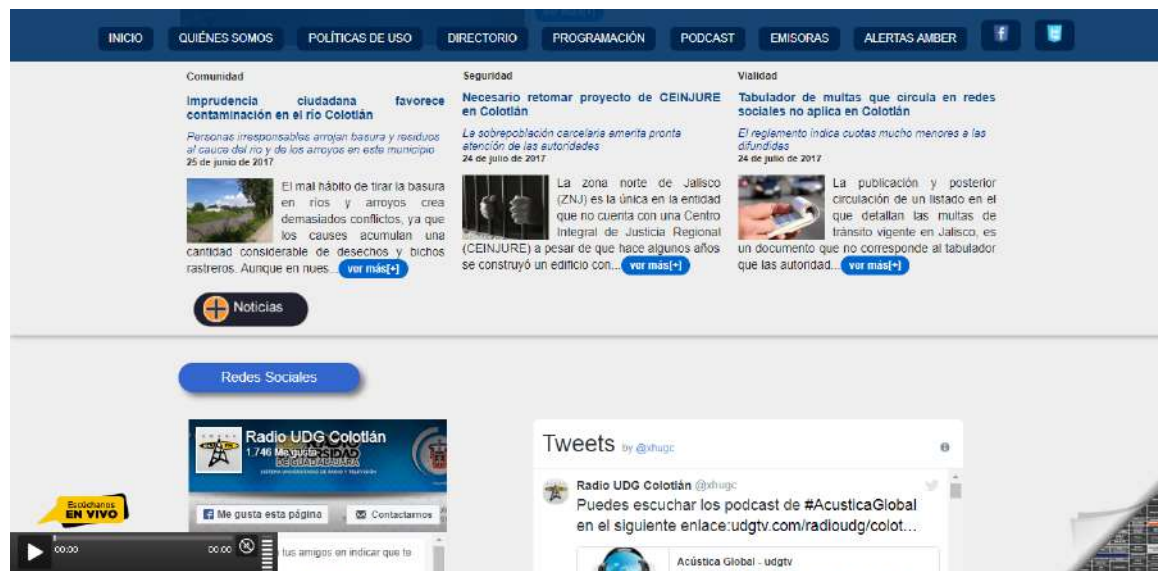 INICIO QUIÉNES SOMOS POLÍTICAS DE USO DIRECTORIO PROGRAMACIÓN PODCAST EMISORAS ALERTAS AMBER
Comunidad
Imprudencia ciudadana favorece
contaminación en el río Colotlán
Personas irresponsables arrojan basura y residuos
al cauce del río y de los arroyos en este municipio
25 de junio de 2017
El mal hábito de tirar la basura
en ríos y arroyos crea
demasiados conflictos, ya que
los causes acumulan una
cantidad considerable de desechos y bichos
rastreros. Aunque en nues... ver más[+]
Seguridad
Necesario retomar proyecto de CEINJURE
en Colotlán
La sobrepoblación carcelaria amerita pronta
atención de las autoridades
24 de julio de 2017
La zona norte de Jalisco
(ZNJ) es la única en la entidad
que no cuenta con una Centro
Integral de Justicia Regional
(CEINJURE) a pesar de que hace algunos años
se construyó un edificio con... ver más[+]
Vialidad
Tabulador de multas que circula en redes
sociales no aplica en Colotlán
El reglamento indica cuotas mucho menores a las
difundidas
24 de julio de 2017
La publicación y posterior
circulación de un listado en el
que detallan las multas de
tránsito vigente en Jalisco, es
un documento que no corresponde al tabulador
que las autoridad... ver más[+]
Noticias
Redes Sociales
Radio UDG Colotlán
1.746 Me gusta
DE GUADALAJARA
Me gusta esta página Contactarnos
tus amigos en indicar que te
Escúchanos
EN VIVO
00:00 00:00
Tweets by @xhugc
Radio UDG Colotlán @xhugc
Puedes escuchar los podcast de #AcusticaGlobal
en el siguiente enlace:udgtv.com/radioudg/colot...
Acústica Global - udgtv